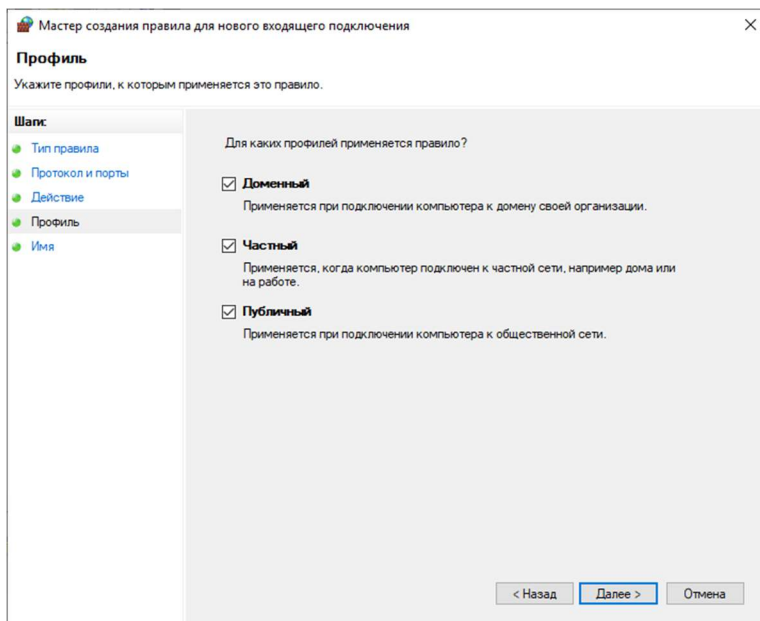 Мастер создания правила для нового входящего подключения
Профиль
Укажите профили, к которым применяется это правило.
Шаги:
Тип правила
Протокол и порты
Действие
Профиль
Имя
Для каких профилей применяется правило?
Доменный
Применяется при подключении компьютера к домену своей организации.
Частный
Применяется, когда компьютер подключен к частной сети, например дома или
на работе.
Публичный
Применяется при подключении компьютера к общественной сети.
< Назад
Далее >
Отмена